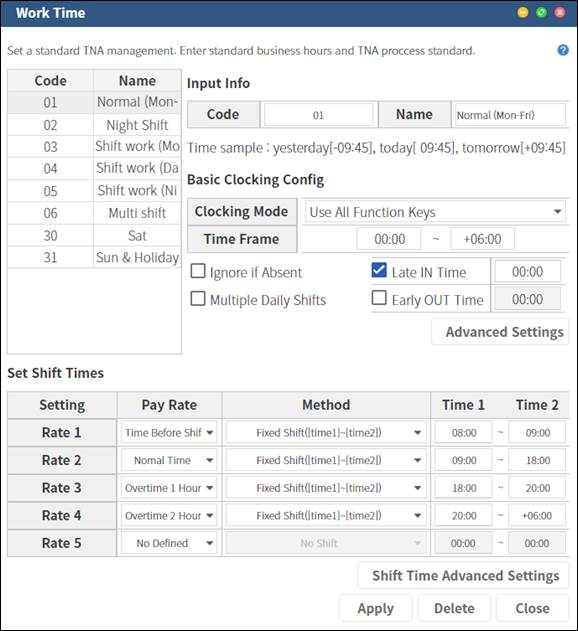 Work Time
Set a standard TNA management. Enter standard business hours and TNA proccess standard.
Code Name
01 Normal (Mon-
02 Night Shift
03 Shift work (Mo
04 Shift work (Da
05 Shift work (Ni
06 Multi shift
30 Sat
31 Sun & Holiday
Input Info
Code 01 Name Normal (Mon-Fri)
Time sample : yesterday[-09:45], today[ 09:45], tomorrow[+09:45]
Basic Clocking Config
Clocking Mode Use All Function Keys
Time Frame 00:00 ~ +06:00
Ignore if Absent Late IN Time 00:00
Multiple Daily Shifts Early OUT Time 00:00
Advanced Settings
Set Shift Times
Setting Pay Rate Method Time 1 Time 2
Rate 1 Time Before Shif Fixed Shift([time1]~[time2]) 08:00 ~ 09:00
Rate 2 Nomal Time Fixed Shift([time1]~[time2]) 09:00 ~ 18:00
Rate 3 Overtime 1 Hour Fixed Shift([time1]~[time2]) 18:00 ~ 20:00
Rate 4 Overtime 2 Hour Fixed Shift([time1]~[time2]) 20:00 ~ +06:00
Rate 5 No Defined No Shift 00:00 ~ 00:00
Shift Time Advanced Settings
Apply Delete Close